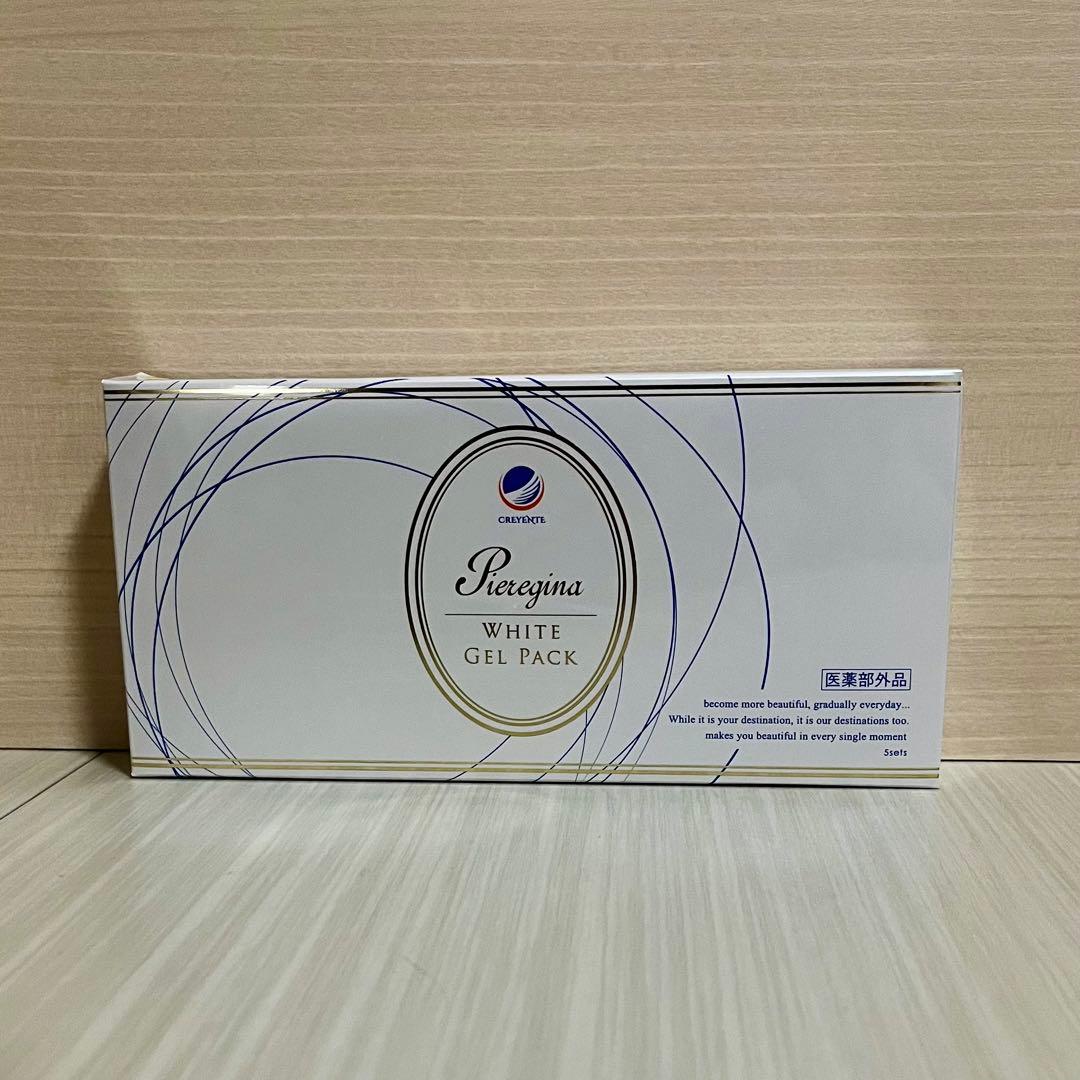 CREYENTE
Pieregina
WHITE
GEL PACK
医薬部外品
become more beautiful, gradually everyday...
While it is your destination, it is our destinations too.
makes you beautiful in every single moment
5sets